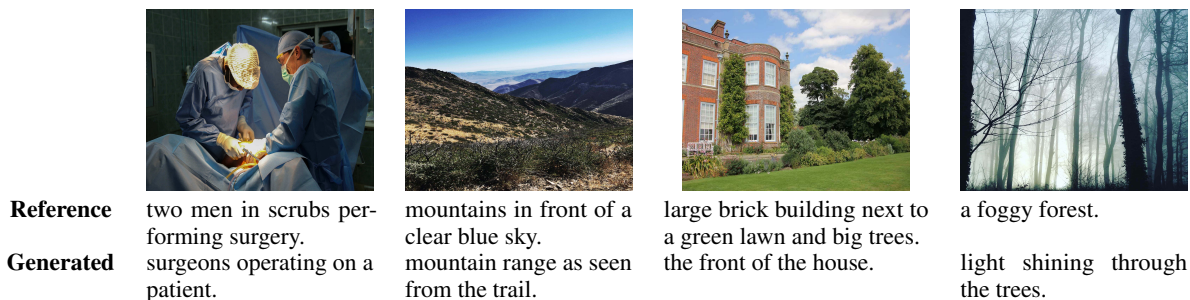 Reference two men in scrubs per- mountains in front of a large brick building next to a foggy forest.
forming surgery. clear blue sky. a green lawn and big trees.
Generated surgeons operating on a mountain range as seen the front of the house. light shining through
patient. from the trail. the trees.